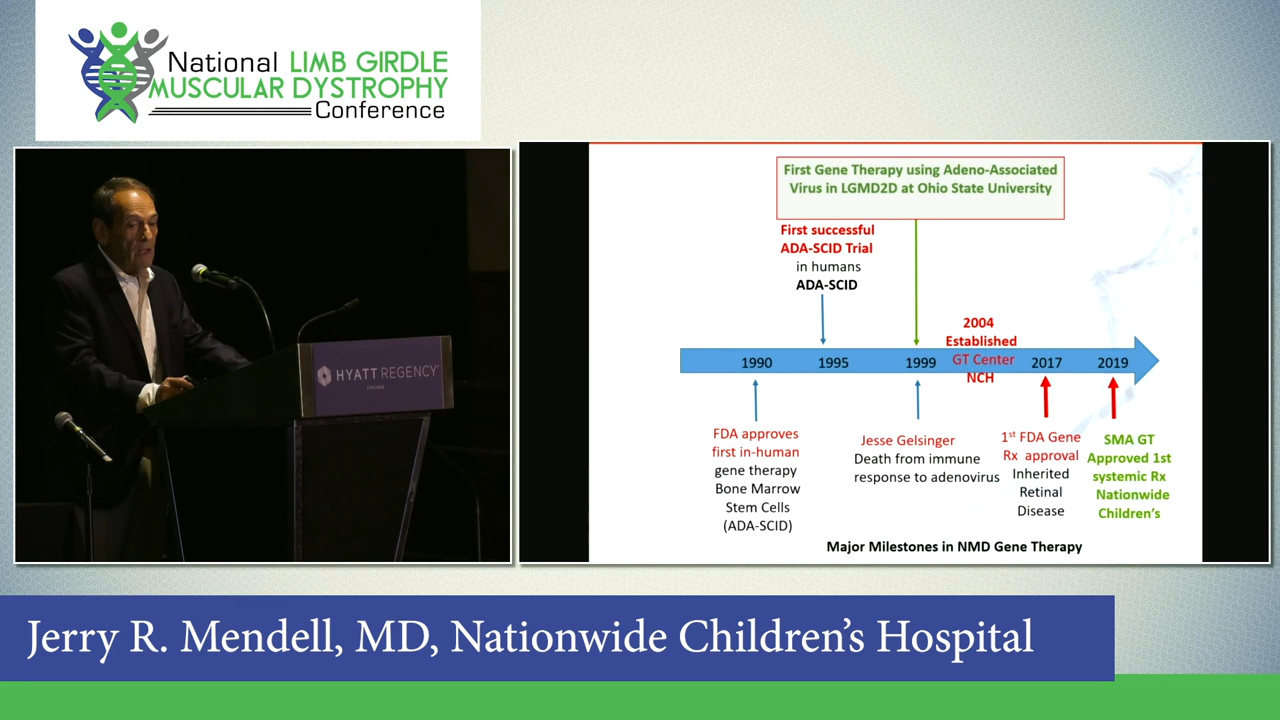 National LIMB GIRDLE
MUSCULAR DYSTROPHY
Conference
HYATT REGENCY
CHICAGO
First Gene Therapy using Adeno-Associated
Virus in LGMD2D at Ohio State University
First successful
ADA-SCID Trial
in humans
ADA-SCID
2004
Established
GT Center
NCH
1990
1995
1999
2017
2019
FDA approves
first in-human
gene therapy
Bone Marrow
Stem Cells
(ADA-SCID)
Jesse Gelsinger
Death from immune
response to adenovirus
1st FDA Gene
Rx approval
Inherited
Retinal
Disease
SMA GT
Approved 1st
systemic Rx
Nationwide
Children's
Major Milestones in NMD Gene Therapy
Jerry R. Mendell, MD, Nationwide Children's Hospital